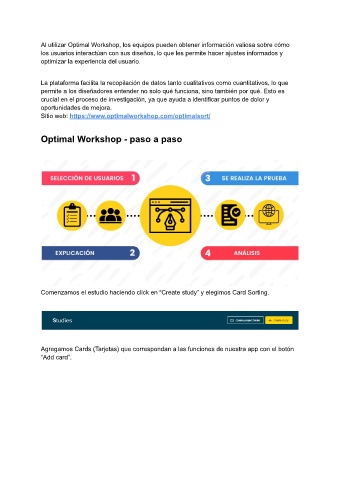 Al utilizar Optimal Workshop, los equipos pueden obtener información valiosa sobre cómo
los usuarios interactúan con sus diseños, lo que les permite hacer ajustes informados y
optimizar la experiencia del usuario.
La plataforma facilita la recopilación de datos tanto cualitativos como cuantitativos, lo que
permite a los diseñadores entender no solo qué funciona, sino también por qué. Esto es
crucial en el proceso de investigación, ya que ayuda a identificar puntos de dolor y
oportunidades de mejora.
Sitio web: https://www.optimalworkshop.com/optimalsort/
Optimal Workshop - paso a paso
SELECCIÓN DE USUARIOS 1
3 SE REALIZA LA PRUEBA
EXPLICACIÓN 2
4 ANÁLISIS
Comenzamos el estudio haciendo click en “Create study” y elegimos Card Sorting.
Studies
Agregamos Cards (Tarjetas) que correspondan a las funciones de nuestra app con el botón
“Add card”.